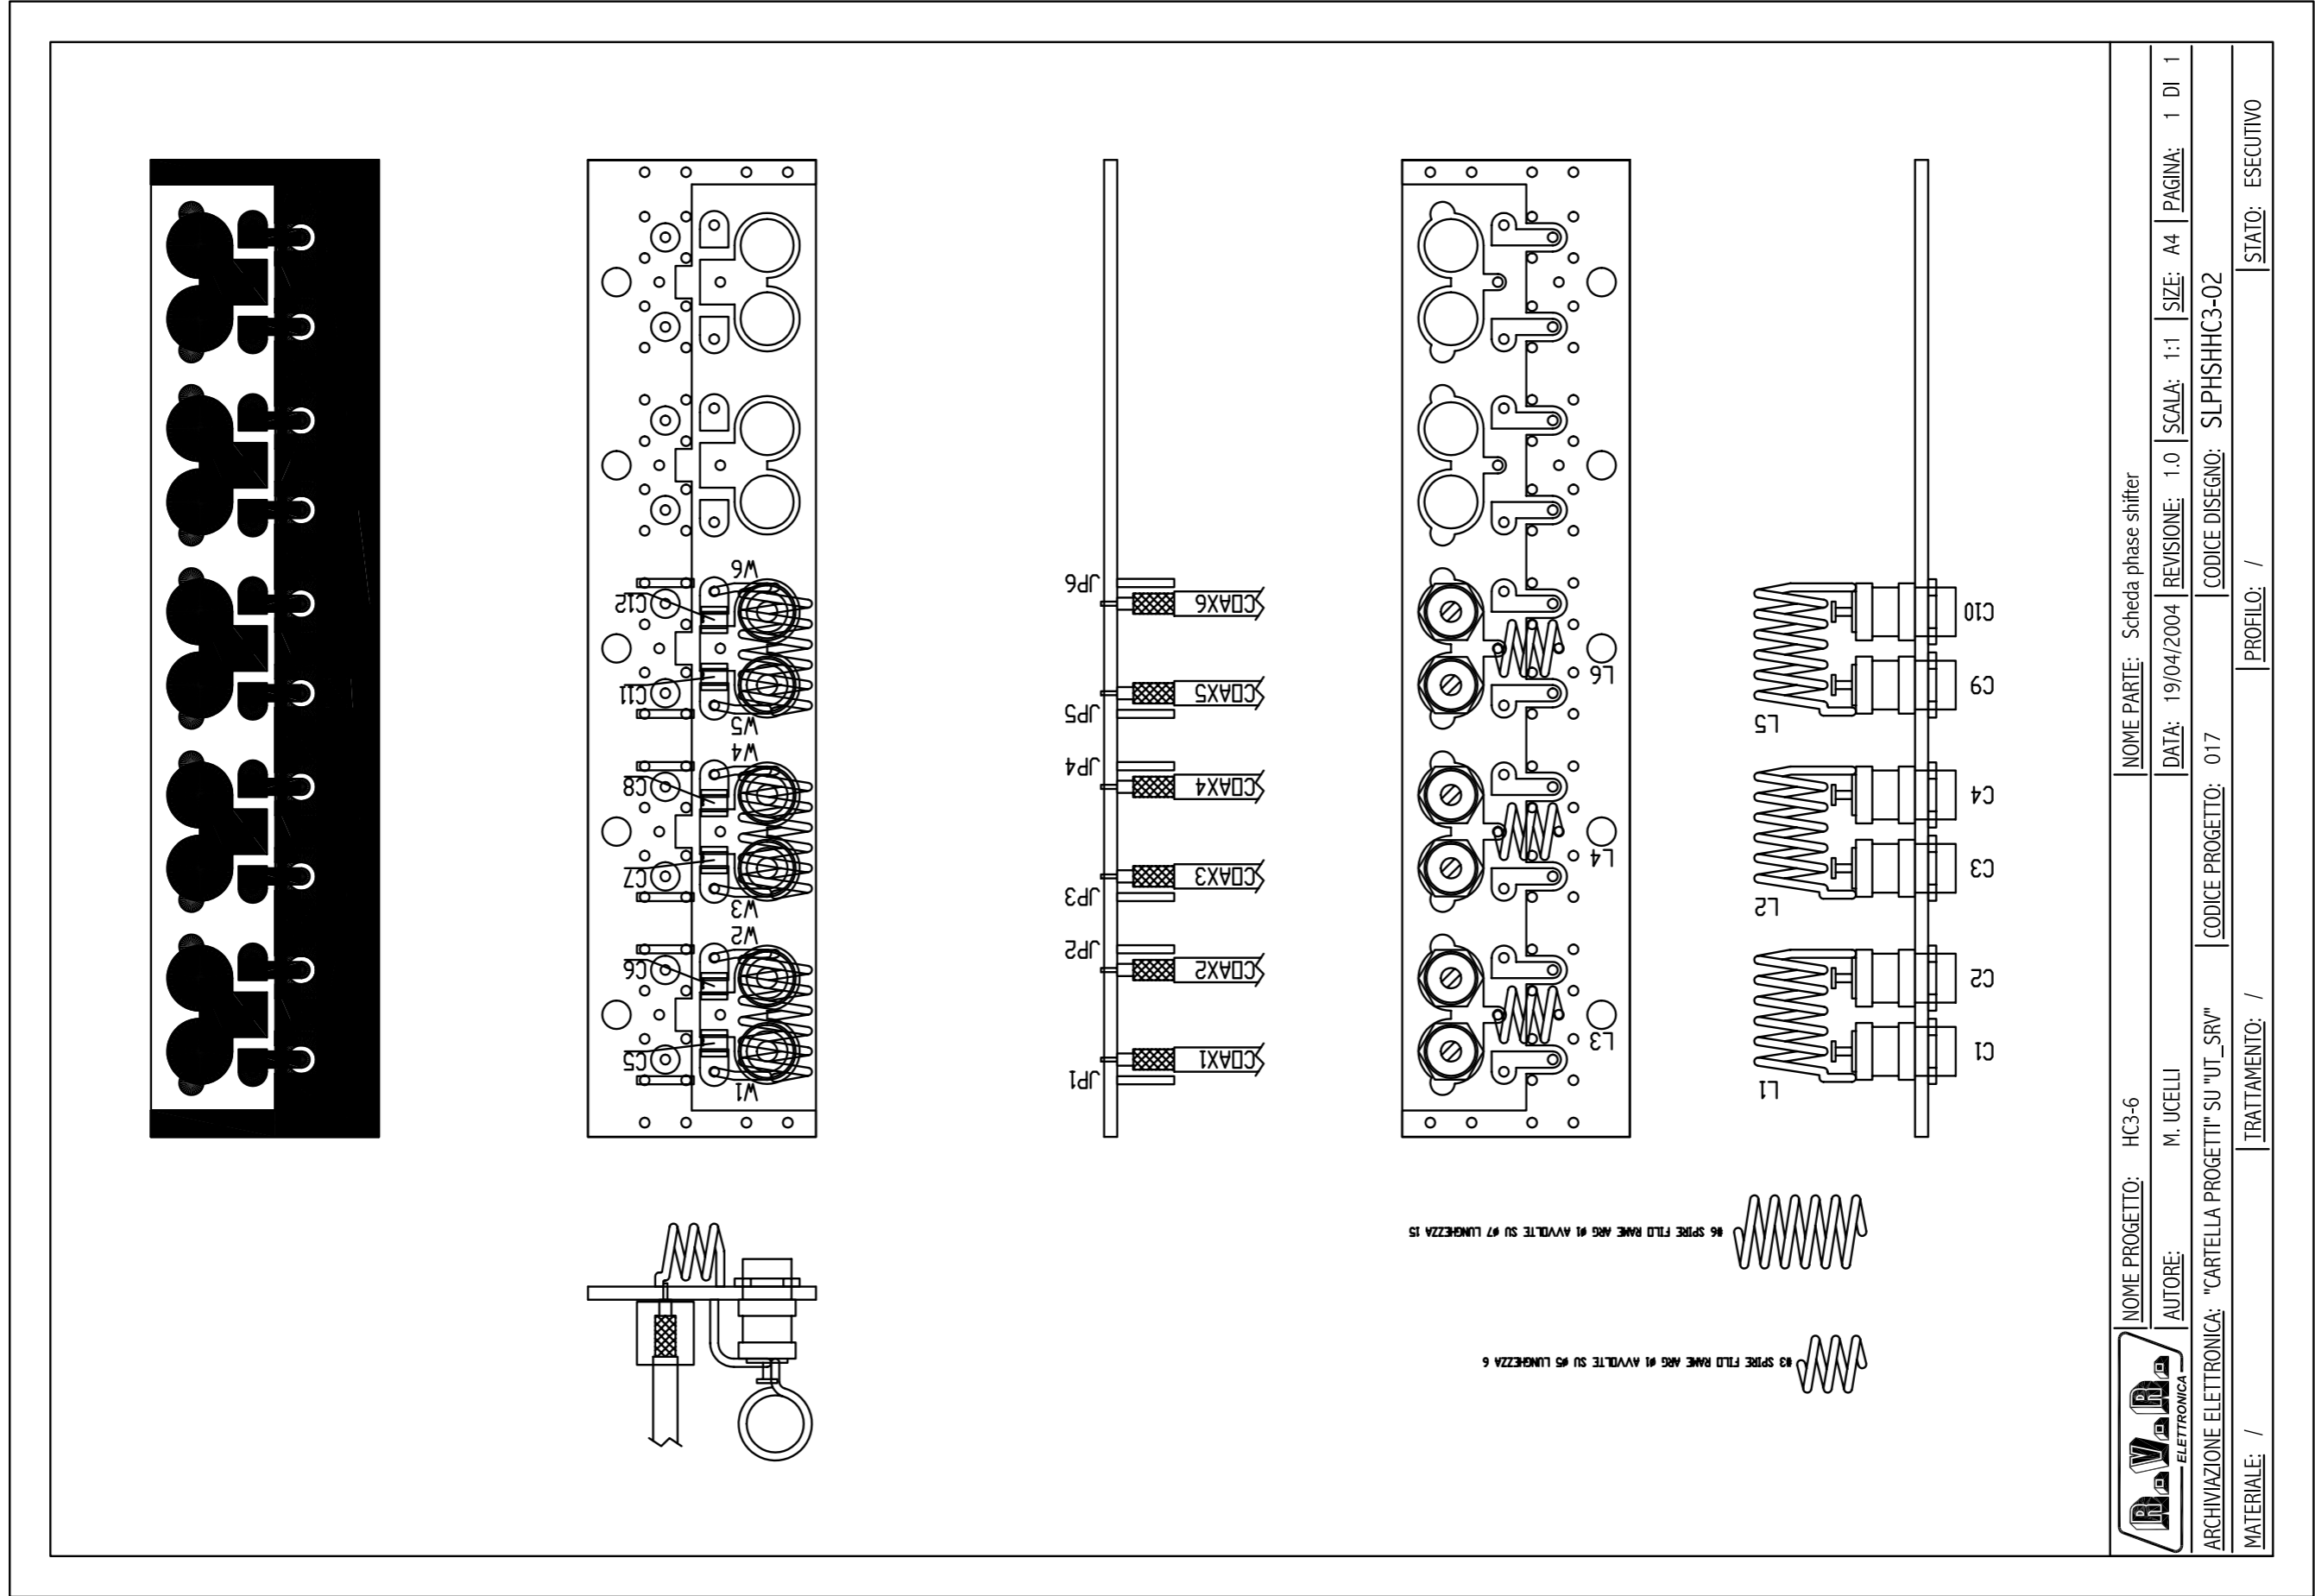 W6
C12
C11
W5
W4
C8
C7
W3
W2
C6
C5
W1
JP6
COAX6
COAX5
JP5
JP4
COAX4
COAX3
JP3
JP2
COAX2
COAX1
JP1
L6
L4
L3
C10
C9
L5
C4
C3
L2
C2
C1
L1
#6 SPIRE FILO RAME ARG ø1 AVVOLTE SU ø7 LUNGHEZZA 15
#3 SPIRE FILO RAME ARG ø1 AVVOLTE SU ø5 LUNGHEZZA 6
R.V.R.
ELETTRONICA
NOME PROGETTO: HC3-6 NOME PARTE: Scheda phase shifter
AUTORE: M. UCELLI DATA: 19/04/2004 REVISIONE: 1.0 SCALA: 1:1 SIZE: A4 PAGINA: 1 DI 1
ARCHIVIAZIONE ELETTRONICA: "CARTELLA PROGETTI" SU "UT_SRV" CODICE PROGETTO: 017 CODICE DISEGNO: SLPHSHHC3-02
MATERIALE: / TRATTAMENTO: / PROFILO: / STATO: ESECUTIVO